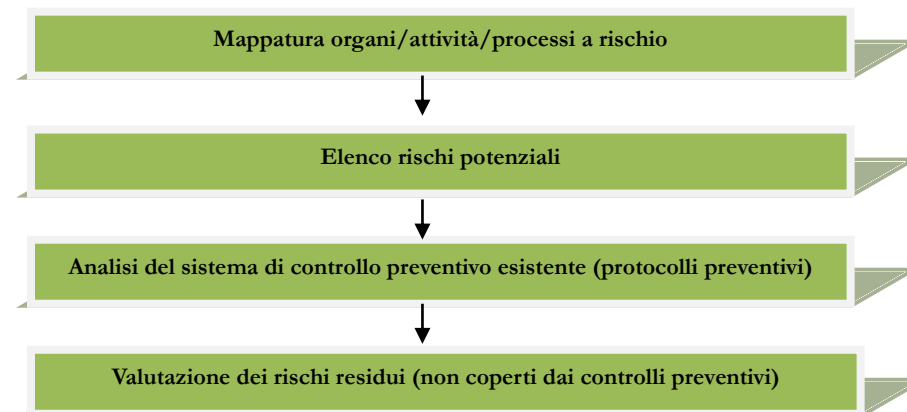 Mappatura organi/attività/processi a rischio
Elenco rischi potenziali
Analisi del sistema di controllo preventivo esistente (protocolli preventivi)
Valutazione dei rischi residui (non coperti dai controlli preventivi)